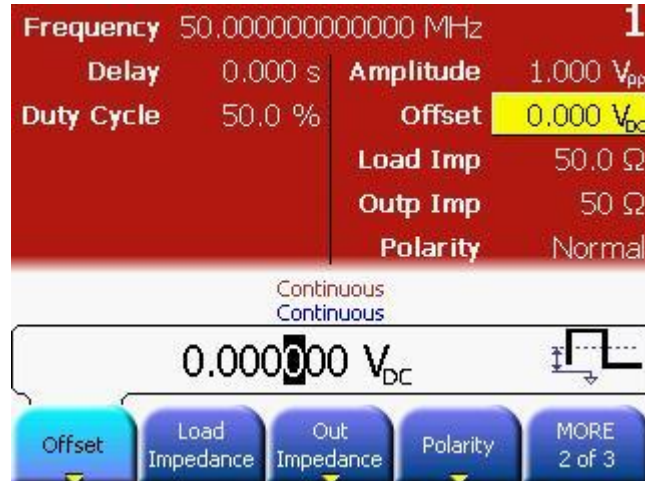 Frequency 50.000000000000 MHz 1
Delay 0.000 s Amplitude 1.000 Vpp
Duty Cycle 50.0 % Offset 0.000 VDC
Load Imp 50.0 Ω
Outp Imp 50 Ω
Polarity Normal
Continuous
Continuous
0.000000 VDC
Offset Load Impedance Out Impedance Polarity MORE 2 of 3